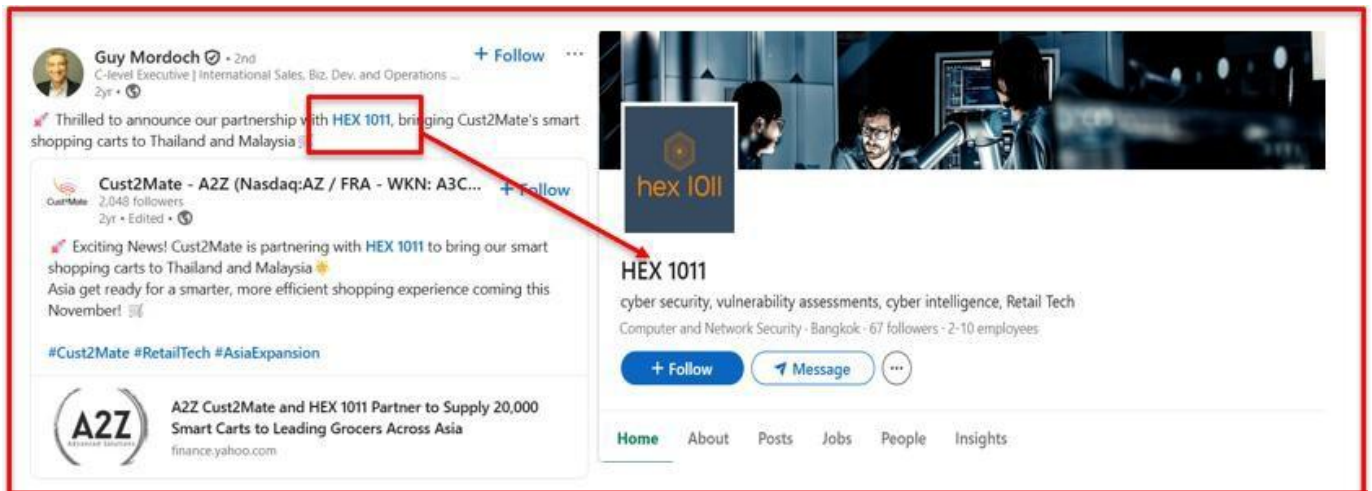 Guy Mordoch • 2nd
+ Follow ...
C-level Executive | International Sales, Biz. Dev. and Operations ...
2yr •
Thrilled to announce our partnership with HEX 1011, bringing Cust2Mate's smart
shopping carts to Thailand and Malaysia
Cust2Mate
Cust2Mate - A2Z (Nasdaq:AZ / FRA - WKN: A3C...
+ Follow
2,048 followers
2yr • Edited •
Exciting News! Cust2Mate is partnering with HEX 1011 to bring our smart
shopping carts to Thailand and Malaysia
Asia get ready for a smarter, more efficient shopping experience coming this
November!
#Cust2Mate #RetailTech #AsiaExpansion
A2Z
Advanced Solutions
A2Z Cust2Mate and HEX 1011 Partner to Supply 20,000
Smart Carts to Leading Grocers Across Asia
finance.yahoo.com
hex 1011
HEX 1011
cyber security, vulnerability assessments, cyber intelligence, Retail Tech
Computer and Network Security · Bangkok · 67 followers · 2-10 employees
+ Follow
Message
...
Home About Posts Jobs People Insights